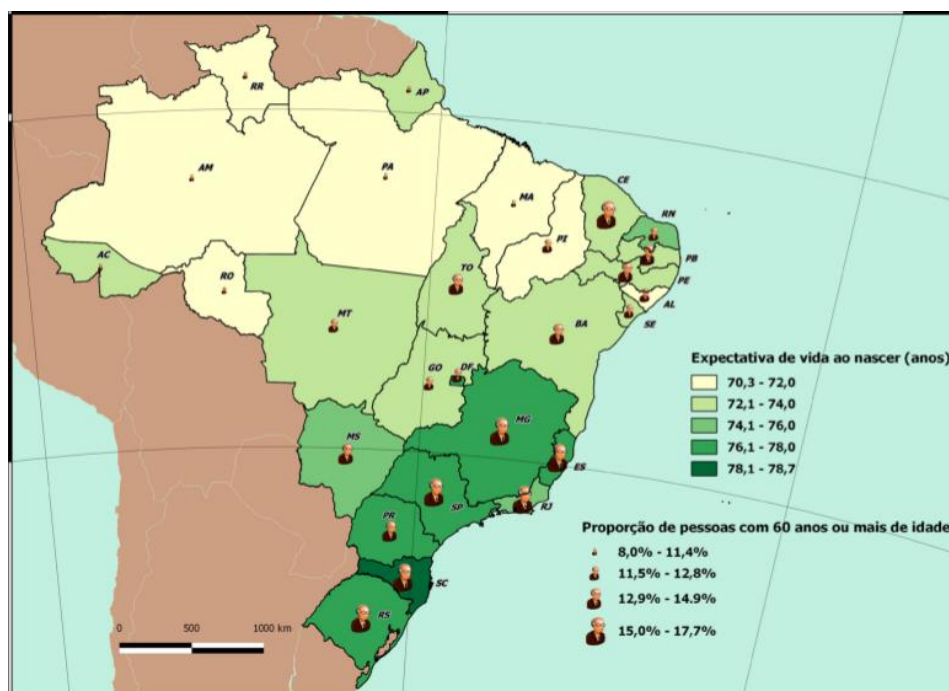 RR
AP
AM
PA
MA
CE
RN
PI
PB
PE
AC
RO
TO
AL
SE
MT
BA
GO
DF
MG
MS
ES
SP
RJ
PR
SC
RS
Expectativa de vida ao nascer (anos)
70,3 - 72,0
72,1 - 74,0
74,1 - 76,0
76,1 - 78,0
78,1 - 78,7
Proporção de pessoas com 60 anos ou mais de idade
8,0% - 11,4%
11,5% - 12,8%
12,9% - 14.9%
15,0% - 17,7%
0 500 1000 km